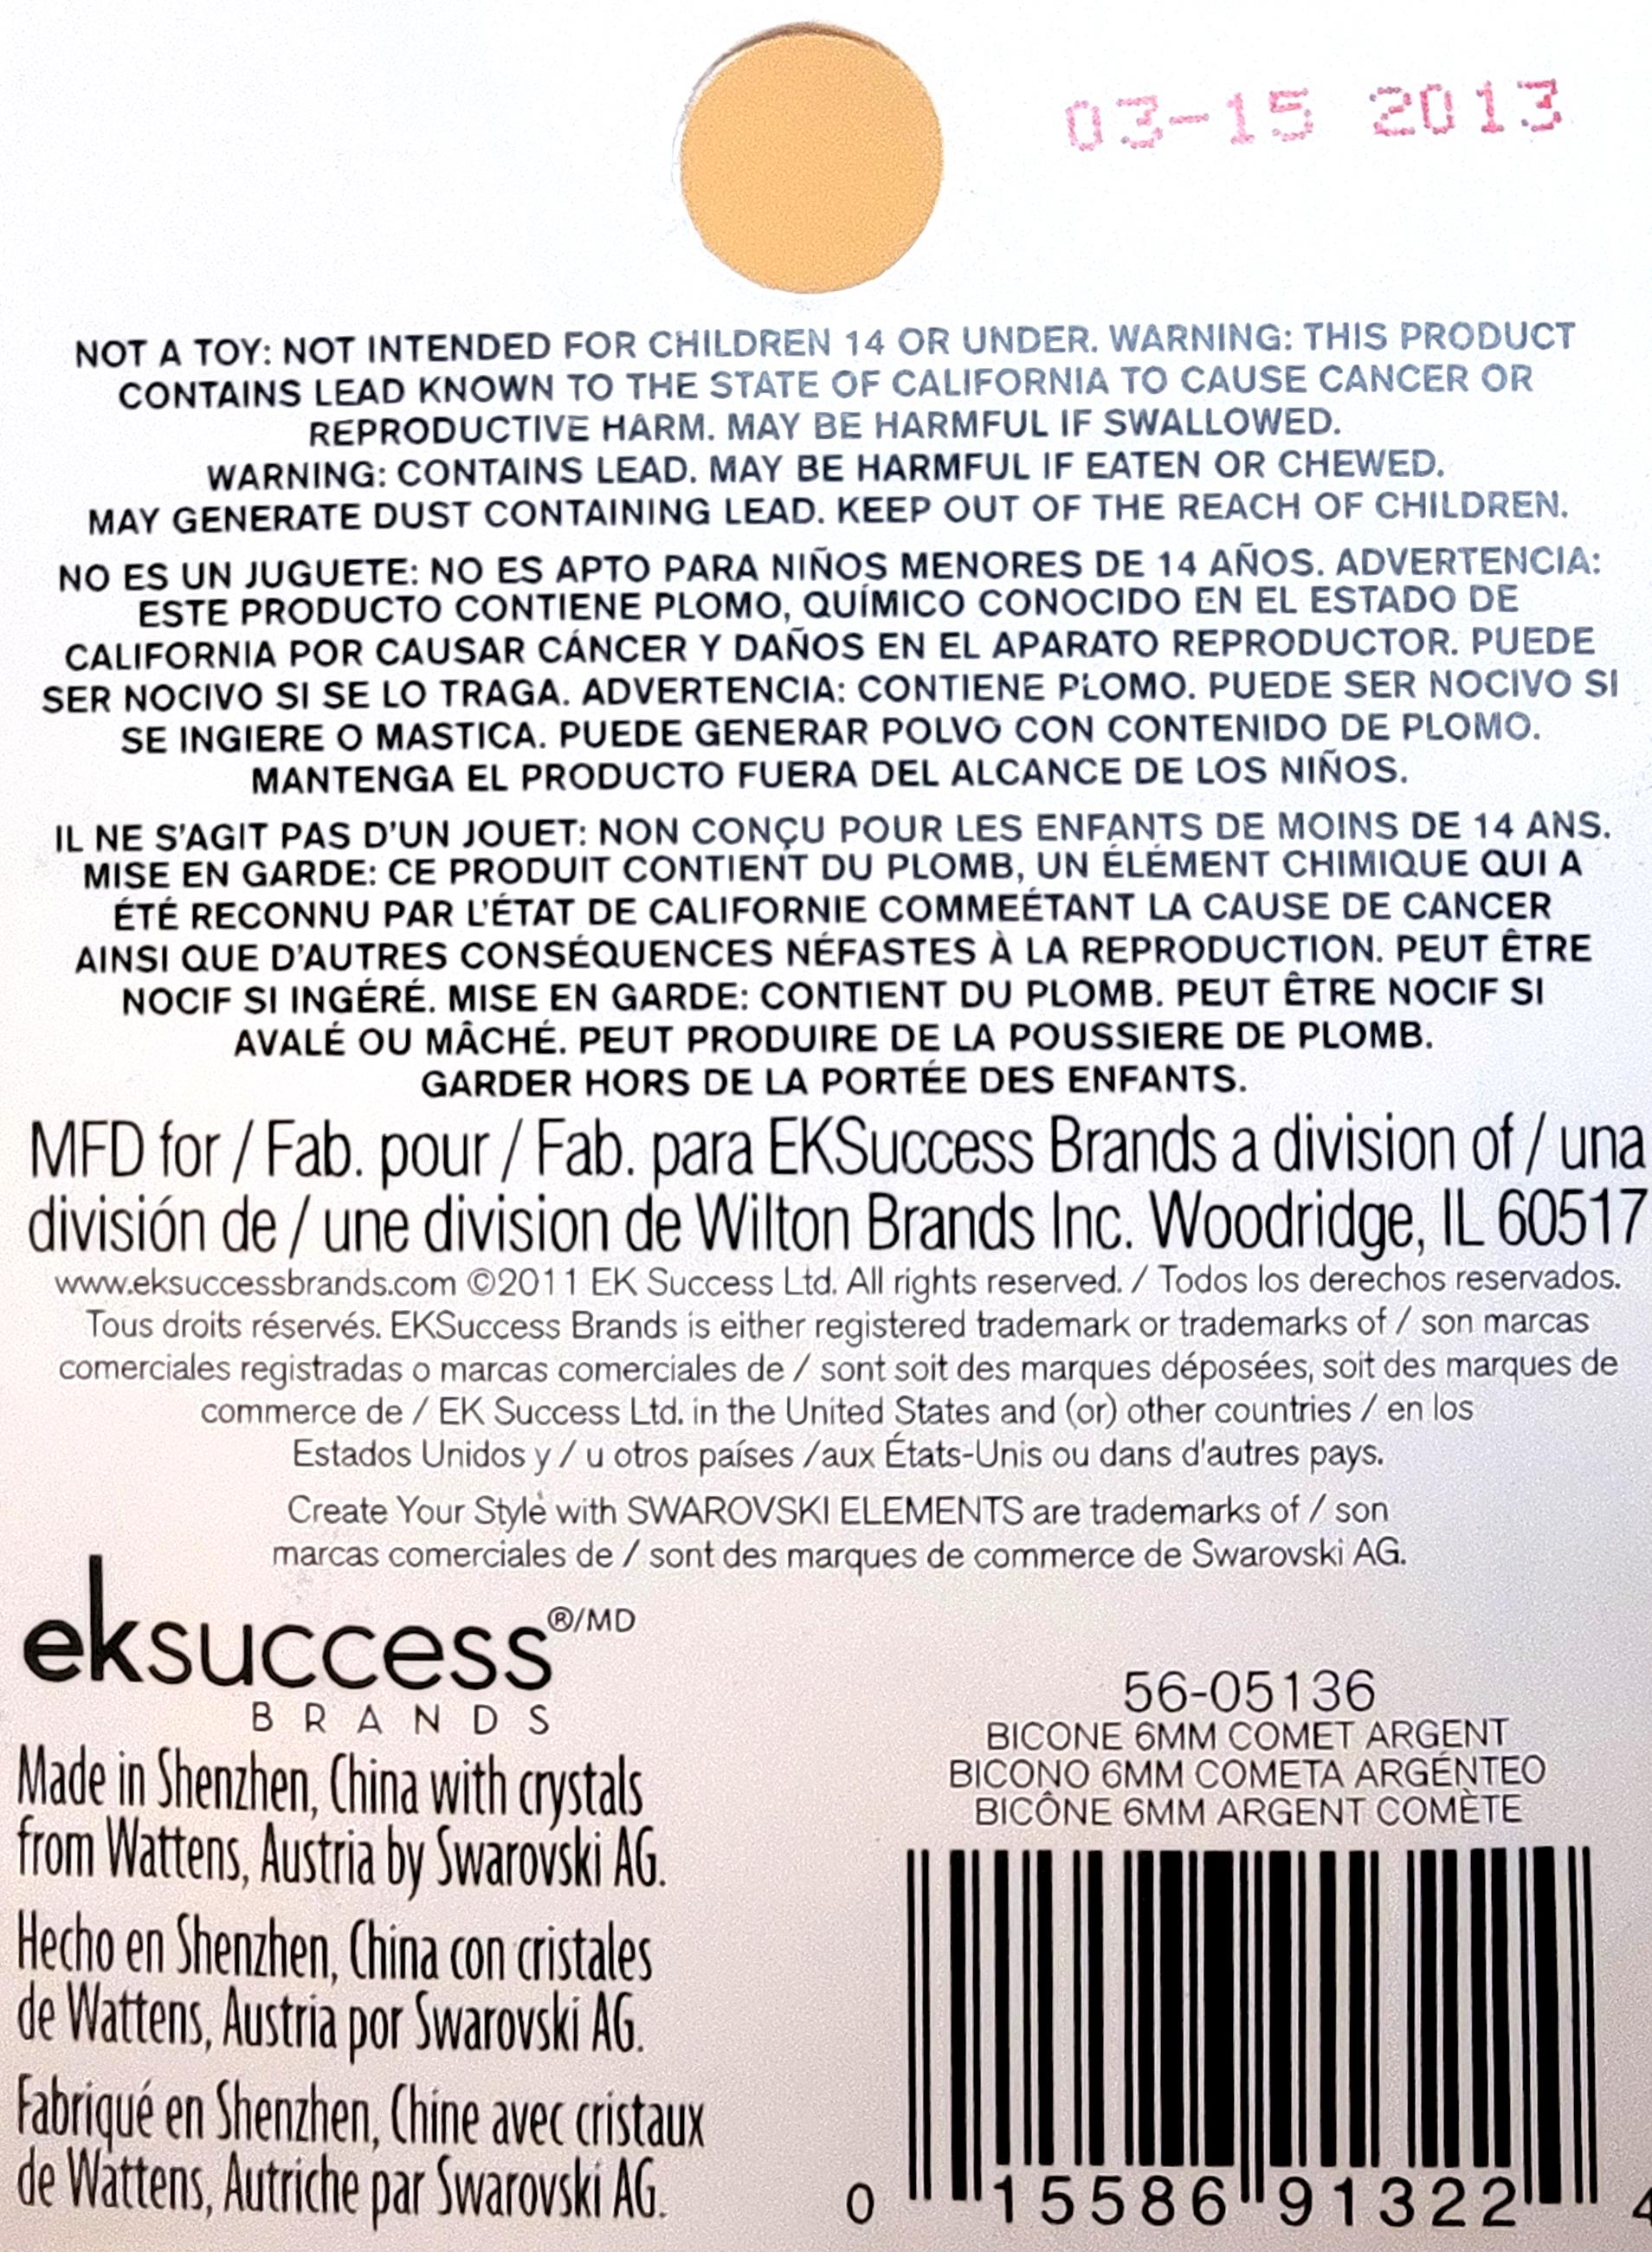 03-15 2013
NOT A TOY: NOT INTENDED FOR CHILDREN 14 OR UNDER. WARNING: THIS PRODUCT
CONTAINS LEAD KNOWN TO THE STATE OF CALIFORNIA TO CAUSE CANCER OR
REPRODUCTIVE HARM. MAY BE HARMFUL IF SWALLOWED.
WARNING: CONTAINS LEAD. MAY BE HARMFUL IF EATEN OR CHEWED.
MAY GENERATE DUST CONTAINING LEAD. KEEP OUT OF THE REACH OF CHILDREN.
NO ES UN JUGUETE: NO ES APTO PARA NIÑOS MENORES DE 14 AÑOS. ADVERTENCIA:
ESTE PRODUCTO CONTIENE PLOMO, QUÍMICO CONOCIDO EN EL ESTADO DE
CALIFORNIA POR CAUSAR CÁNCER Y DAÑOS EN EL APARATO REPRODUCTOR. PUEDE
SER NOCIVO SI SE LO TRAGA. ADVERTENCIA: CONTIENE PLOMO. PUEDE SER NOCIVO SI
SE INGIERE O MASTICA. PUEDE GENERAR POLVO CON CONTENIDO DE PLOMO.
MANTENGA EL PRODUCTO FUERA DEL ALCANCE DE LOS NIÑOS.
IL NE S'AGIT PAS D'UN JOUET: NON CONÇU POUR LES ENFANTS DE MOINS DE 14 ANS.
MISE EN GARDE: CE PRODUIT CONTIENT DU PLOMB, UN ÉLÉMENT CHIMIQUE QUI A
ÉTÉ RECONNU PAR L'ÉTAT DE CALIFORNIE COMMEÉTANT LA CAUSE DE CANCER
AINSI QUE D'AUTRES CONSÉQUENCES NÉFASTES À LA REPRODUCTION. PEUT ÊTRE
NOCIF SI INGÉRÉ. MISE EN GARDE: CONTIENT DU PLOMB. PEUT ÊTRE NOCIF SI
AVALÉ OU MÂCHÉ. PEUT PRODUIRE DE LA POUSSIERE DE PLOMB.
GARDER HORS DE LA PORTÉE DES ENFANTS.
MFD for / Fab. pour / Fab. para EKSuccess Brands a division of / una
división de / une division de Wilton Brands Inc. Woodridge, IL 60517
www.eksuccessbrands.com ©2011 EK Success Ltd. All rights reserved. / Todos los derechos reservados.
Tous droits réservés. EKSuccess Brands is either registered trademark or trademarks of / son marcas
comerciales registradas o marcas comerciales de / sont soit des marques déposées, soit des marques de
commerce de / EK Success Ltd. in the United States and (or) other countries / en los
Estados Unidos y / u otros países /aux États-Unis ou dans d'autres pays.
Create Your Style with SWAROVSKI ELEMENTS are trademarks of / son
marcas comerciales de / sont des marques de commerce de Swarovski AG.
eksuccess®/MD
BRANDS
Made in Shenzhen, China with crystals
from Wattens, Austria by Swarovski AG.
Hecho en Shenzhen, China con cristales
de Wattens, Austria por Swarovski AG.
Fabriqué en Shenzhen, Chine avec cristaux
de Wattens, Autriche par Swarovski AG.
56-05136
BICONE 6MM COMET ARGENT
BICONO 6MM COMETA ARGÉNTEO
BICÔNE 6MM ARGENT COMÈTE
0 15586 91322 4